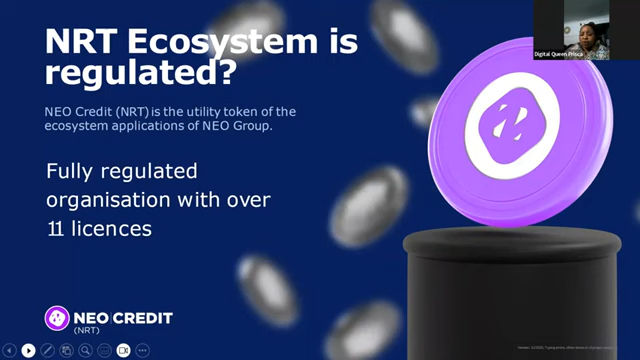 NRT Ecosystem is
regulated?
Digital Queen Prisca
NEO Credit (NRT) is the utility token of the
ecosystem applications of NEO Group.
Fully regulated
organisation with over
11 licences
NEO CREDIT
(NRT)